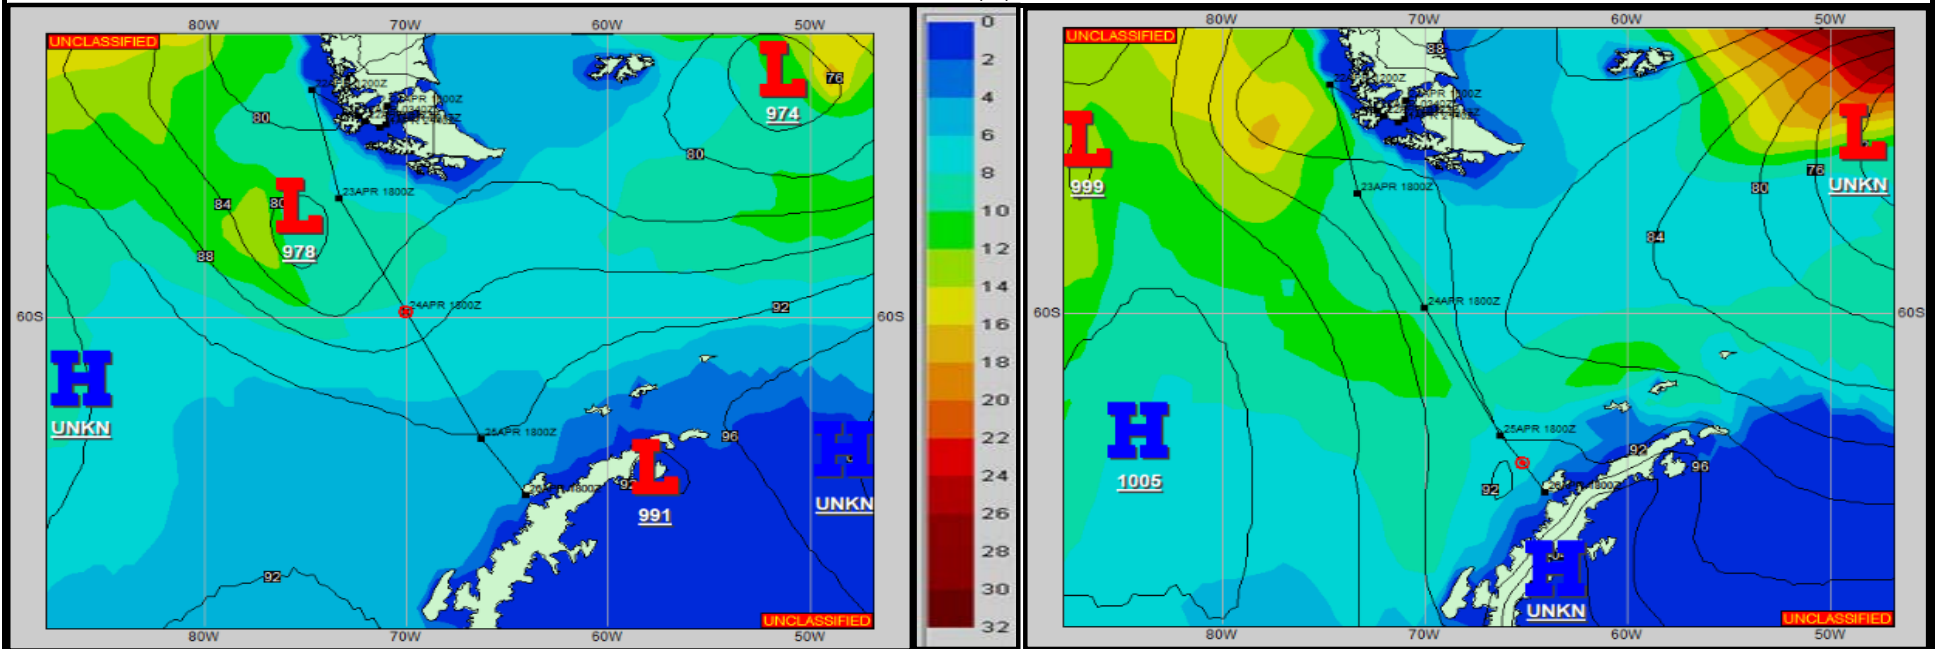 80W 70W 60W 50W
UNCLASSIFIED
L
974
76
80
80
23APR 1800Z
84
80
L
978
88
24APR 1800Z
92
60S 60S
H
UNKN
25APR 1800Z
96
H
UNKN
L
991
92
UNCLASSIFIED
80W 70W 60W 50W
0
2
4
6
8
10
12
14
16
18
20
22
24
26
28
30
32
80W 70W 60W 50W
UNCLASSIFIED
88
L
999
L
UNKN
76
80
23APR 1800Z
84
24APR 1800Z
60S 60S
H
1005
25APR 1800Z
92
96
92
H
UNKN
UNCLASSIFIED
80W 70W 60W 50W